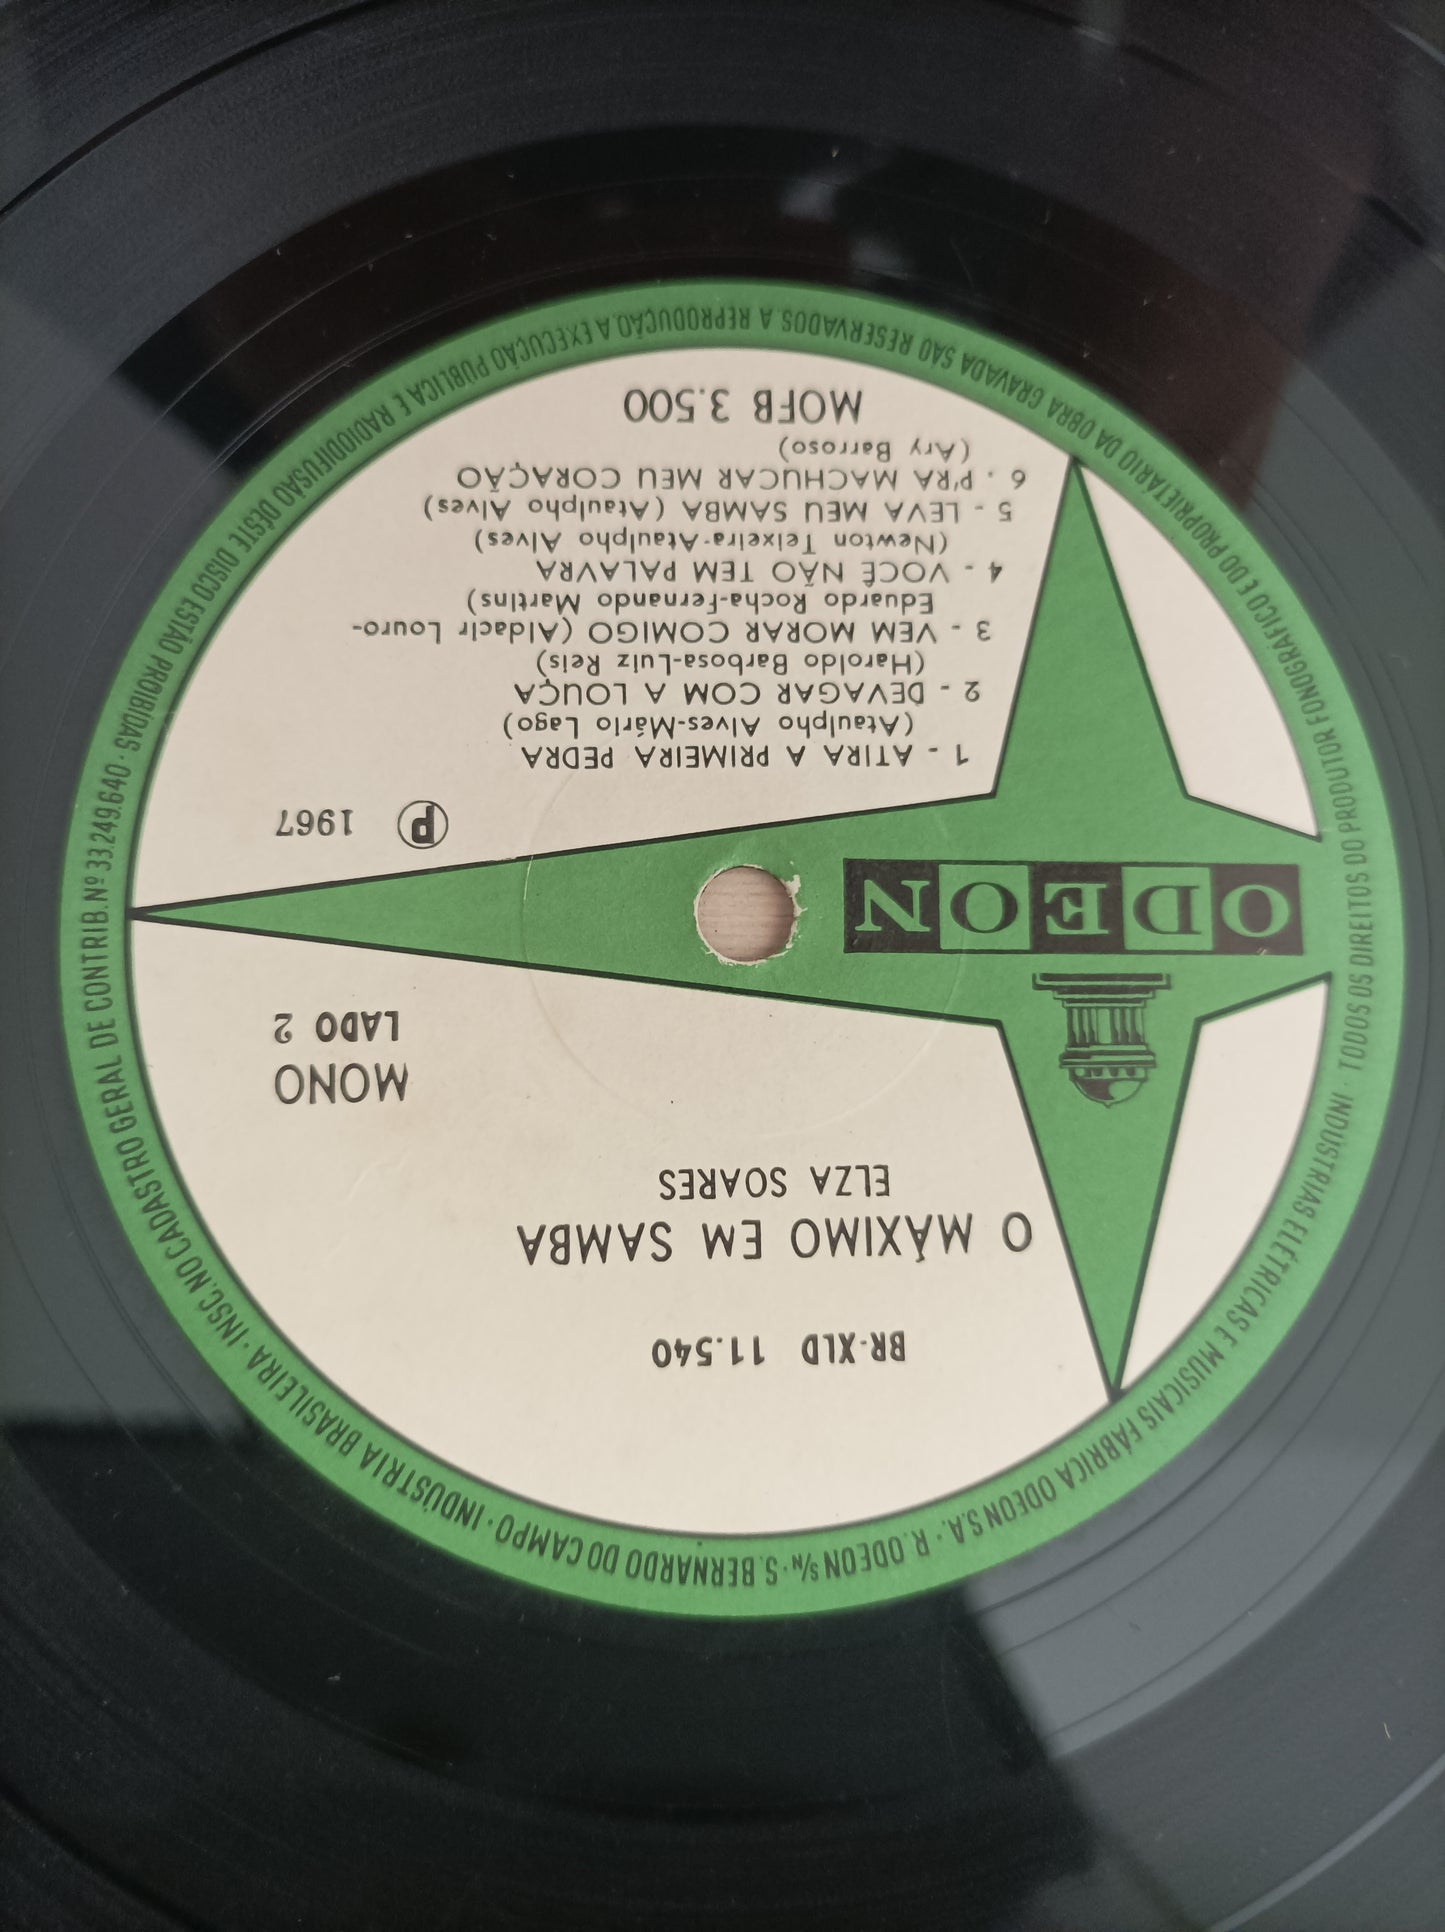 BR-XLD 11.540
O MÁXIMO EM SAMBA
ELZA SOARES
MONO
LADO 2
ODEON
P 1967
1 - ATIRA A PRIMEIRA PEDRA
(Ataulpho Alves-Mário Lago)
2 - DEVAGAR COM A LOUÇA
(Haroldo Barbosa-Luiz Reis)
3 - VEM MORAR COMIGO (Aldacir Louro-
Eduardo Rocha-Fernando Martins)
4 - VOCÊ NÃO TEM PALAVRA
(Newton Teixeira-Ataulpho Alves)
5 - LEVA MEU SAMBA (Ataulpho Alves)
6 . P'RA MACHUCAR MEU CORAÇÃO
(Ary Barroso)
MOFB 3.500
INDUSTRIAS ELÉTRICAS E MUSICAIS FÁBRICA ODEON S.A. · R. ODEON S/Nº · S. BERNARDO DO CAMPO · INDÚSTRIA BRASILEIRA · INSC. NO CADASTRO GERAL DE CONTRIB. Nº 33.249.640 ·
TODOS OS DIREITOS DO PRODUTOR FONOGRÁFICO E DO PROPRIETÁRIO DA OBRA GRAVADA SÃO RESERVADOS. A REPRODUÇÃO, A EXECUÇÃO PÚBLICA E RADIODIFUSÃO DÊSTE DISCO ESTÃO PROIBIDAS ·